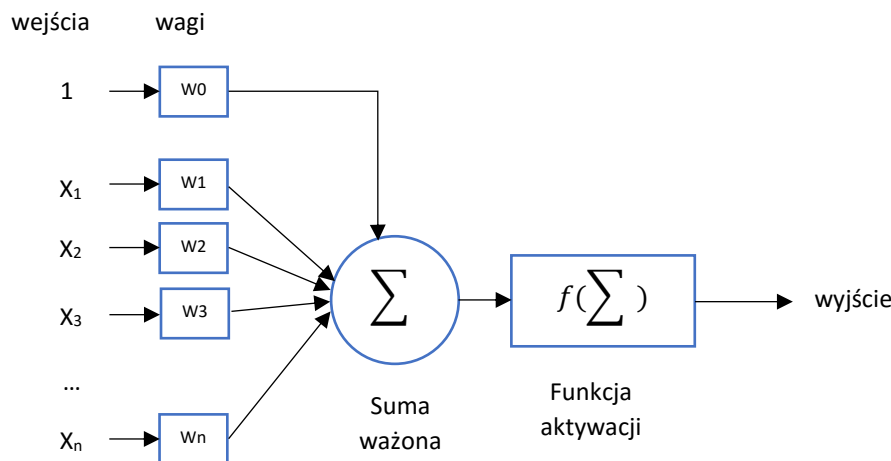 wejścia wagi
1 W0
X1 W1
X2 W2
X3 W3
∑ f(∑) wyjście
...
Xn Wn
Suma
ważona
Funkcja
aktywacji